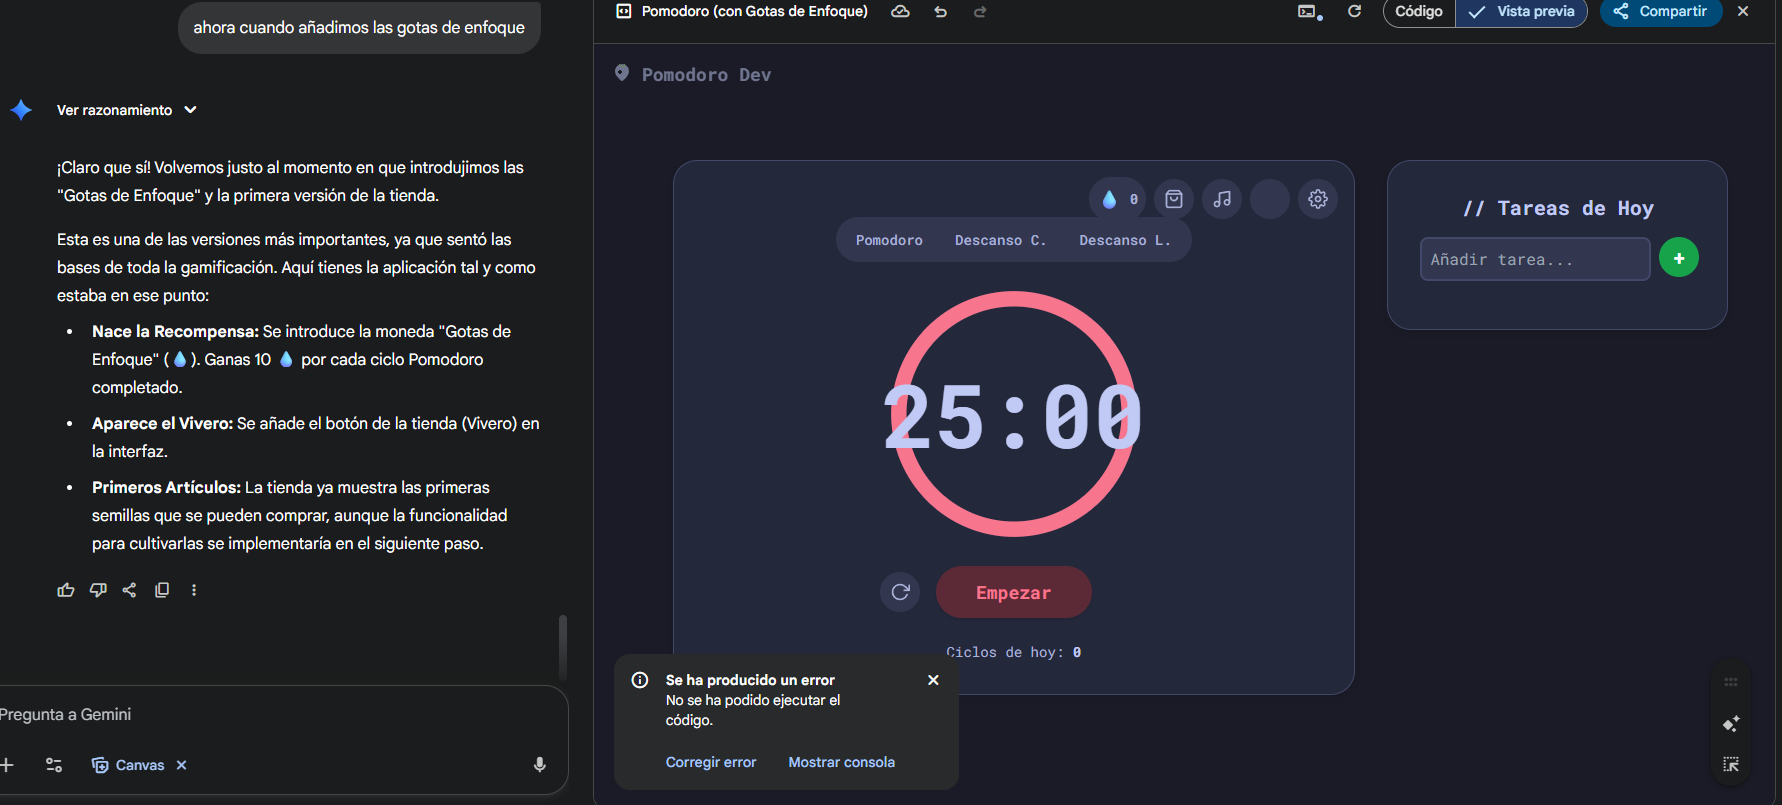 ahora cuando añadimos las gotas de enfoque
Ver razonamiento
¡Claro que sí! Volvemos justo al momento en que introdujimos las
"Gotas de Enfoque" y la primera versión de la tienda.
Esta es una de las versiones más importantes, ya que sentó las
bases de toda la gamificación. Aquí tienes la aplicación tal y como
estaba en ese punto:
• Nace la Recompensa: Se introduce la moneda "Gotas de
Enfoque" (💧). Ganas 10 💧 por cada ciclo Pomodoro
completado.
• Aparece el Vivero: Se añade el botón de la tienda (Vivero) en
la interfaz.
• Primeros Artículos: La tienda ya muestra las primeras
semillas que se pueden comprar, aunque la funcionalidad
para cultivarlas se implementaría en el siguiente paso.
Pregunta a Gemini
Canvas
Pomodoro (con Gotas de Enfoque)
Código
Vista previa
Compartir
Pomodoro Dev
0
Pomodoro
Descanso C.
Descanso L.
25:00
Empezar
Ciclos de hoy: 0
// Tareas de Hoy
Añadir tarea...
+
Se ha producido un error
No se ha podido ejecutar el
código.
Corregir error
Mostrar consola